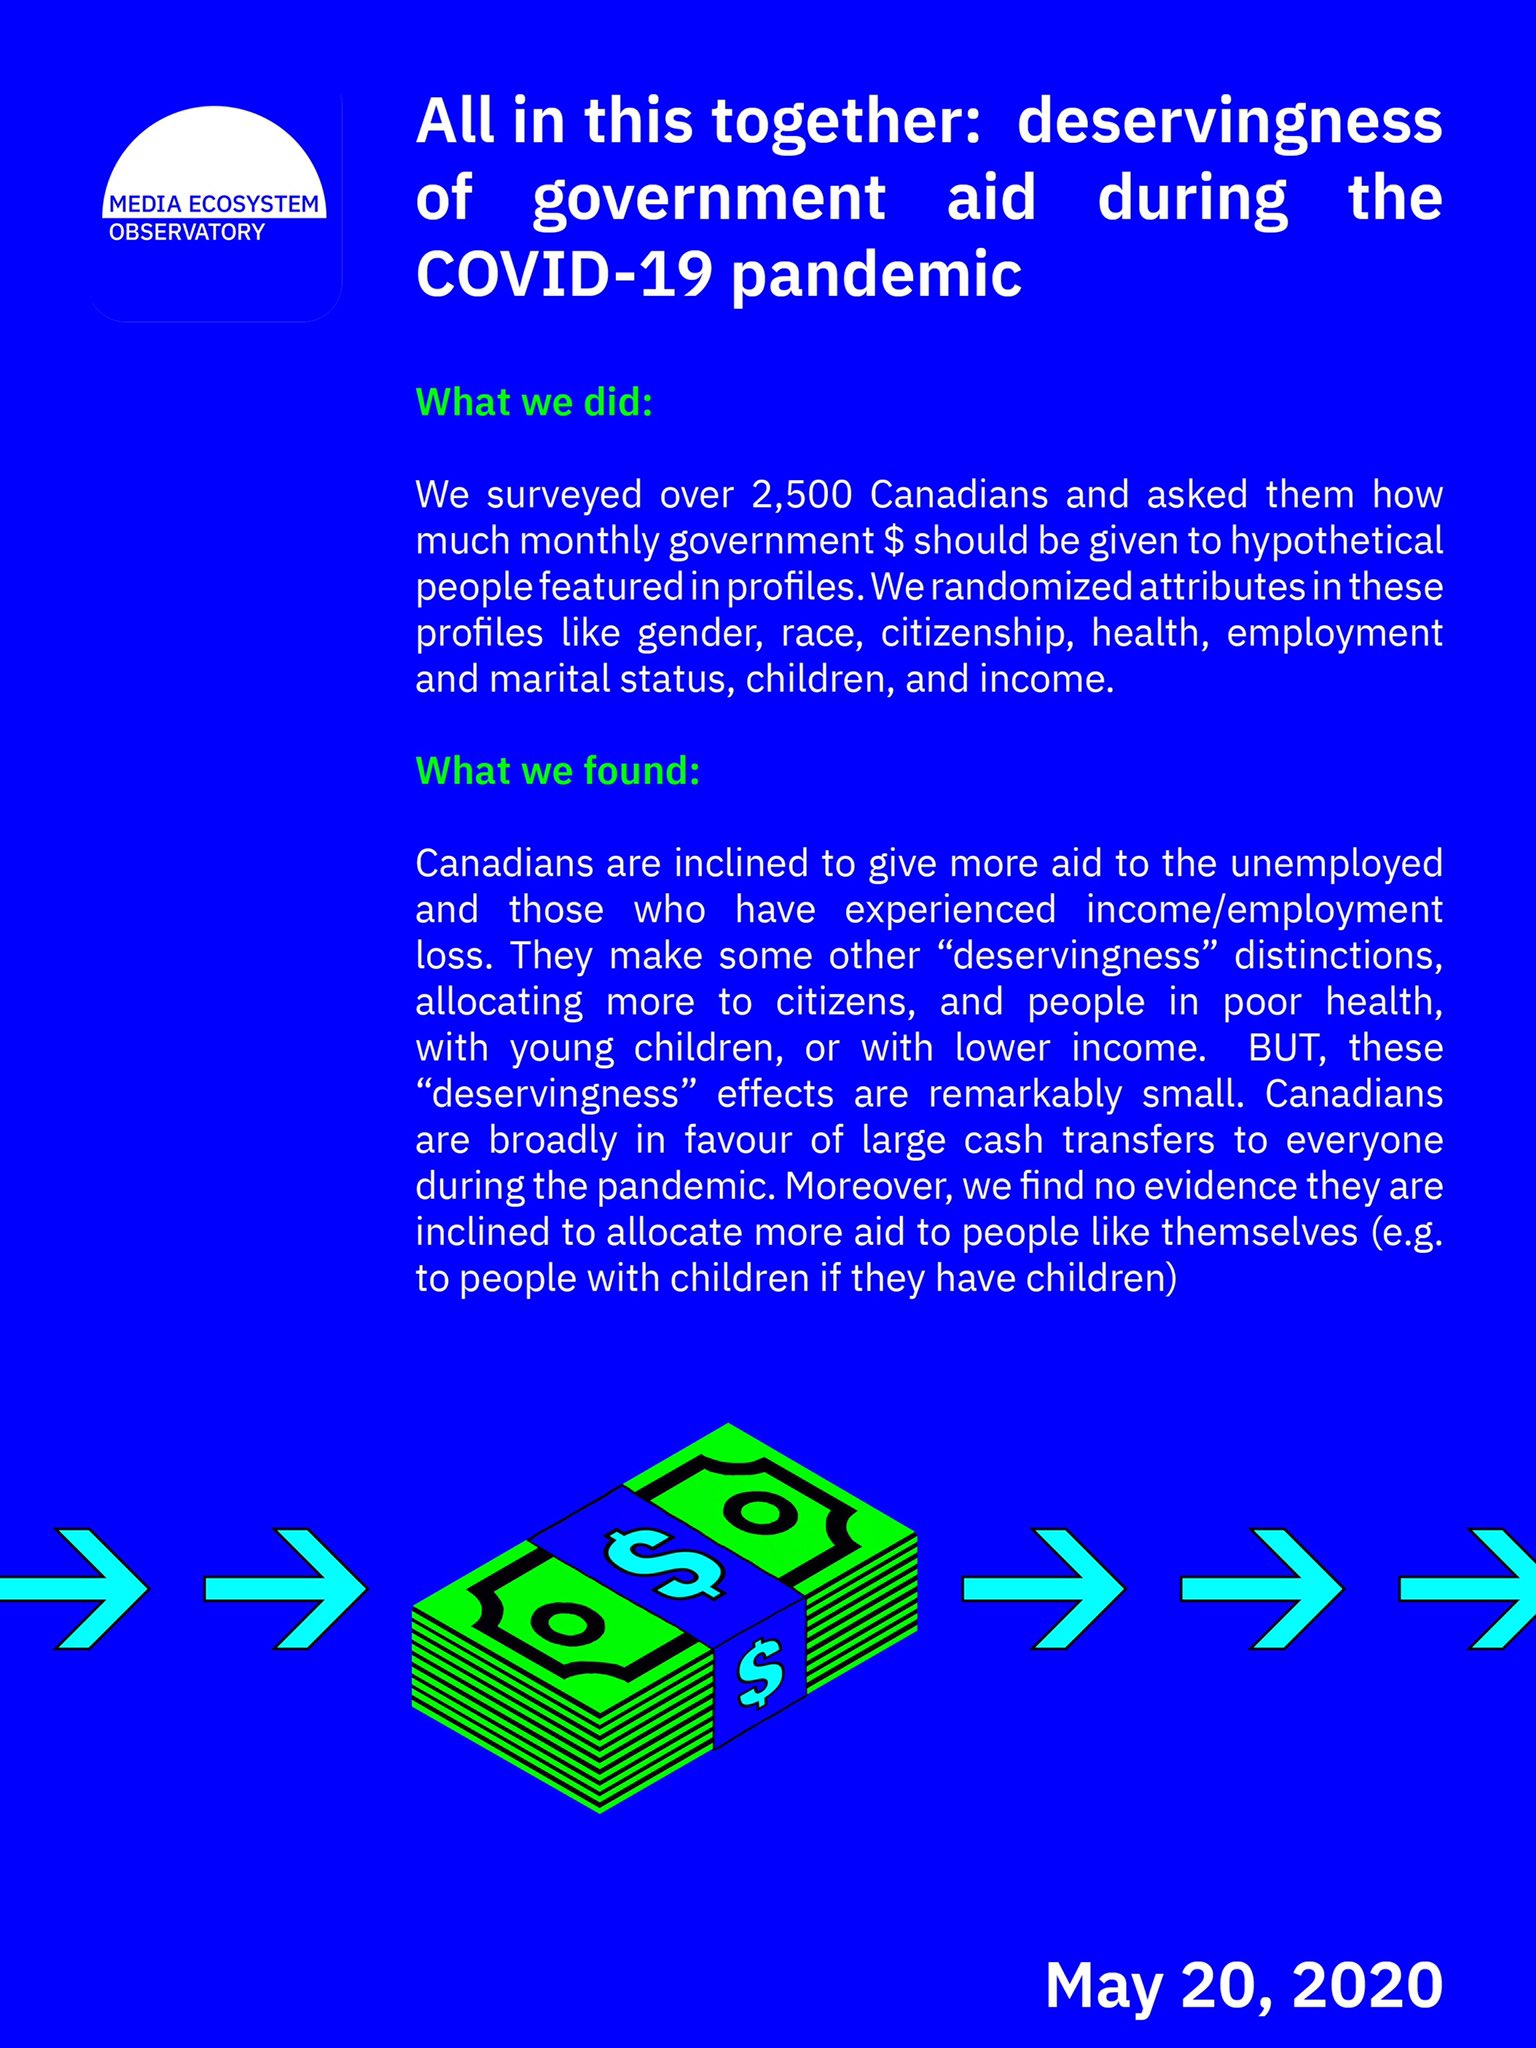 MEDIA ECOSYSTEM
OBSERVATORY
All in this together: deservingness
of government aid during the
COVID-19 pandemic
What we did:
We surveyed over 2,500 Canadians and asked them how
much monthly government $ should be given to hypothetical
people featured in profiles. We randomized attributes in these
profiles like gender, race, citizenship, health, employment
and marital status, children, and income.
What we found:
Canadians are inclined to give more aid to the unemployed
and those who have experienced income/employment
loss. They make some other “deservingness” distinctions,
allocating more to citizens, and people in poor health,
with young children, or with lower income. BUT, these
“deservingness” effects are remarkably small. Canadians
are broadly in favour of large cash transfers to everyone
during the pandemic. Moreover, we find no evidence they are
inclined to allocate more aid to people like themselves (e.g.
to people with children if they have children)
$
$
May 20, 2020